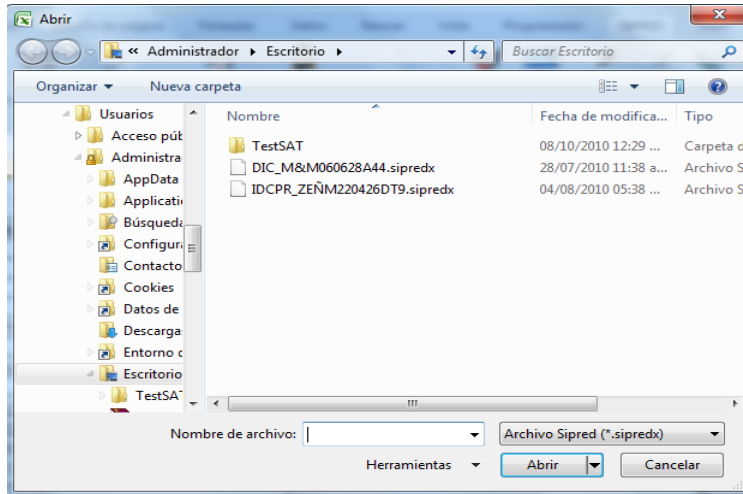 Abrir
« Administrador ▸ Escritorio ▸
Buscar Escritorio
Organizar
Nueva carpeta
Usuarios
Acceso púb
Administra
AppData
Applicati
Búsqueda
Configura
Contacto
Cookies
Datos de
Descarga
Entorno
Escritorio
TestSAT
Nombre
Fecha de modifica...
Tipo
TestSAT
08/10/2010 12:29 ...
Carpeta d
DIC_M&M060628A44.sipredx
28/07/2010 11:38 a...
Archivo S
IDCPR_ZEÑM220426DT9.sipredx
04/08/2010 05:38 ...
Archivo S
Nombre de archivo:
Archivo Sipred (*.sipredx)
Herramientas
Abrir
Cancelar